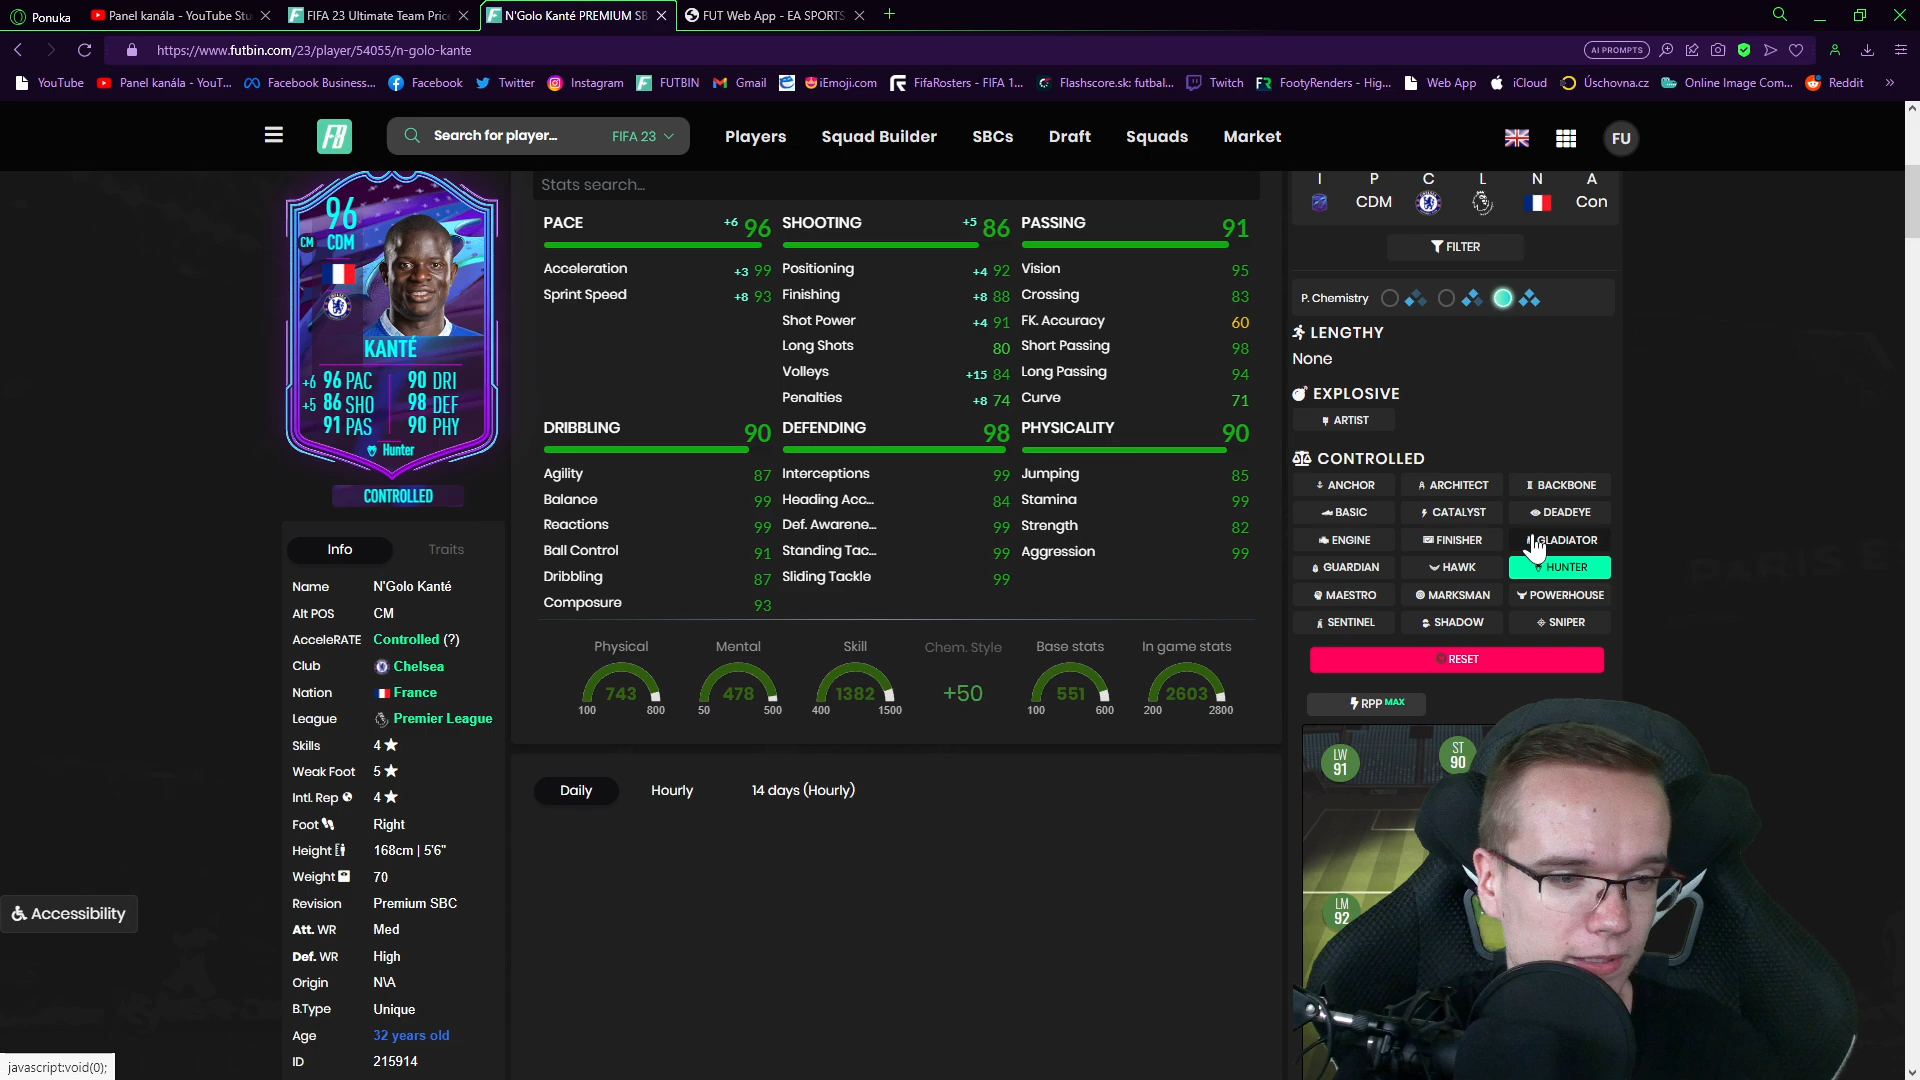 Ponuka
Panel kanála - YouTube Stu
FIFA 23 Ultimate Team Price
N'Golo Kanté PREMIUM SB
FUT Web App - EA SPORTS
https://www.futbin.com/23/player/54055/n-golo-kante
AI PROMPTS
YouTube
Panel kanála - YouT...
Facebook Business...
Facebook
Twitter
Instagram
FUTBIN
Gmail
iEmoji.com
FifaRosters - FIFA 1...
Flashscore.sk: futbal...
Twitch
FootyRenders - Hig...
Web App
iCloud
Úschovna.cz
Online Image Com...
Reddit
Search for player...
FIFA 23
Players
Squad Builder
SBCs
Draft
Squads
Market
FU
96
CM CDM
KANTÉ
+6 96 PAC 90 DRI
+5 86 SHO 98 DEF
91 PAS 90 PHY
Hunter
CONTROLLED
Info
Traits
Name N'Golo Kanté
Alt POS CM
AcceleRATE Controlled (?)
Club Chelsea
Nation France
League Premier League
Skills 4
Weak Foot 5
Intl. Rep 4
Foot Right
Height 168cm | 5'6"
Weight 70
Revision Premium SBC
Att. WR Med
Def. WR High
Origin N\A
B.Type Unique
Age 32 years old
ID 215914
Stats search...
PACE +6 96
Acceleration +3 99
Sprint Speed +8 93
SHOOTING +5 86
Positioning +4 92
Finishing +8 88
Shot Power +4 91
Long Shots 80
Volleys +15 84
Penalties +8 74
PASSING 91
Vision 95
Crossing 83
FK. Accuracy 60
Short Passing 98
Long Passing 94
Curve 71
DRIBBLING 90
Agility 87
Balance 99
Reactions 99
Ball Control 91
Dribbling 87
Composure 93
DEFENDING 98
Interceptions 99
Heading Acc... 84
Def. Awarene... 99
Standing Tac... 99
Sliding Tackle 99
PHYSICALITY 90
Jumping 85
Stamina 99
Strength 82
Aggression 99
Physical
743
100 800
Mental
478
50 500
Skill
1382
400 1500
Chem. Style
+50
Base stats
551
100 600
In game stats
2603
200 2800
Daily
Hourly
14 days (Hourly)
I P C L N A
CDM Con
FILTER
P. Chemistry
LENGTHY
None
EXPLOSIVE
ARTIST
CONTROLLED
ANCHOR ARCHITECT BACKBONE
BASIC CATALYST DEADEYE
ENGINE FINISHER GLADIATOR
GUARDIAN HAWK HUNTER
MAESTRO MARKSMAN POWERHOUSE
SENTINEL SHADOW SNIPER
RESET
RPP MAX
LW
91
ST
90
LM
92
Accessibility
javascript:void(0);